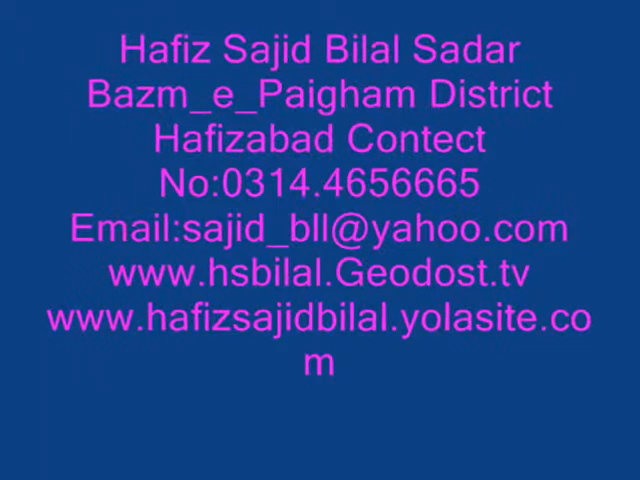 Hafiz Sajid Bilal Sadar
Bazm_e_Paigham District
Hafizabad Contect
No:0314.4656665
Email:sajid_bll@yahoo.com
www.hsbilal.Geodost.tv
www.hafizsajidbilal.yolasite.co
m